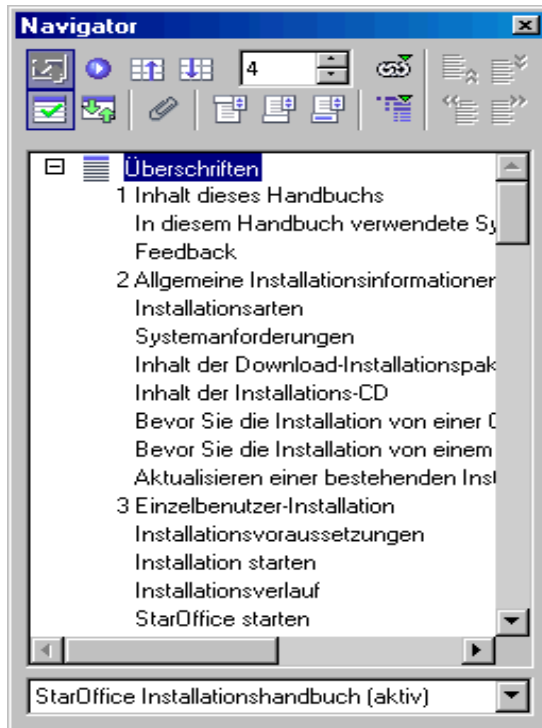 Navigator
4
Überschriften
1 Inhalt dieses Handbuchs
In diesem Handbuch verwendete Sy
Feedback
2 Allgemeine Installationsinformationen
Installationsarten
Systemanforderungen
Inhalt der Download-Installationspak
Inhalt der Installations-CD
Bevor Sie die Installation von einer C
Bevor Sie die Installation von einem
Aktualisieren einer bestehenden Inst
3 Einzelbenutzer-Installation
Installationsvoraussetzungen
Installation starten
Installationsverlauf
StarOffice starten
StarOffice Installationshandbuch (aktiv)